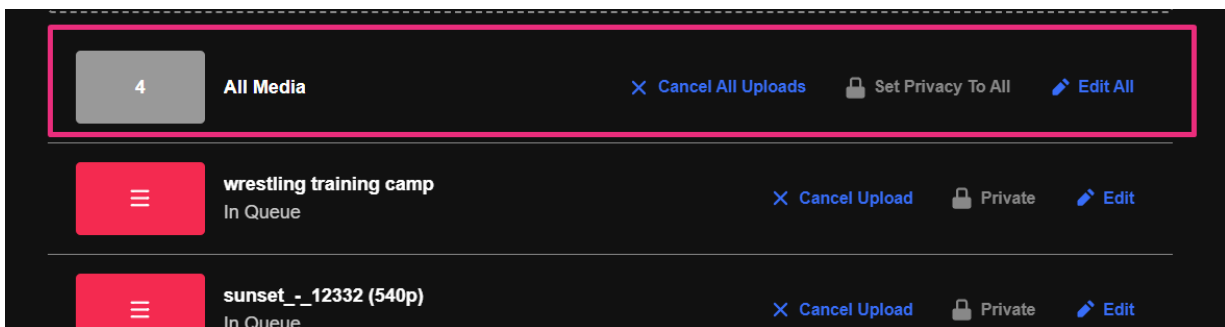 4 All Media Cancel All Uploads Set Privacy To All Edit All
wrestling training camp
In Queue
Cancel Upload Private Edit
sunset_-_12332 (540p)
In Queue
Cancel Upload Private Edit